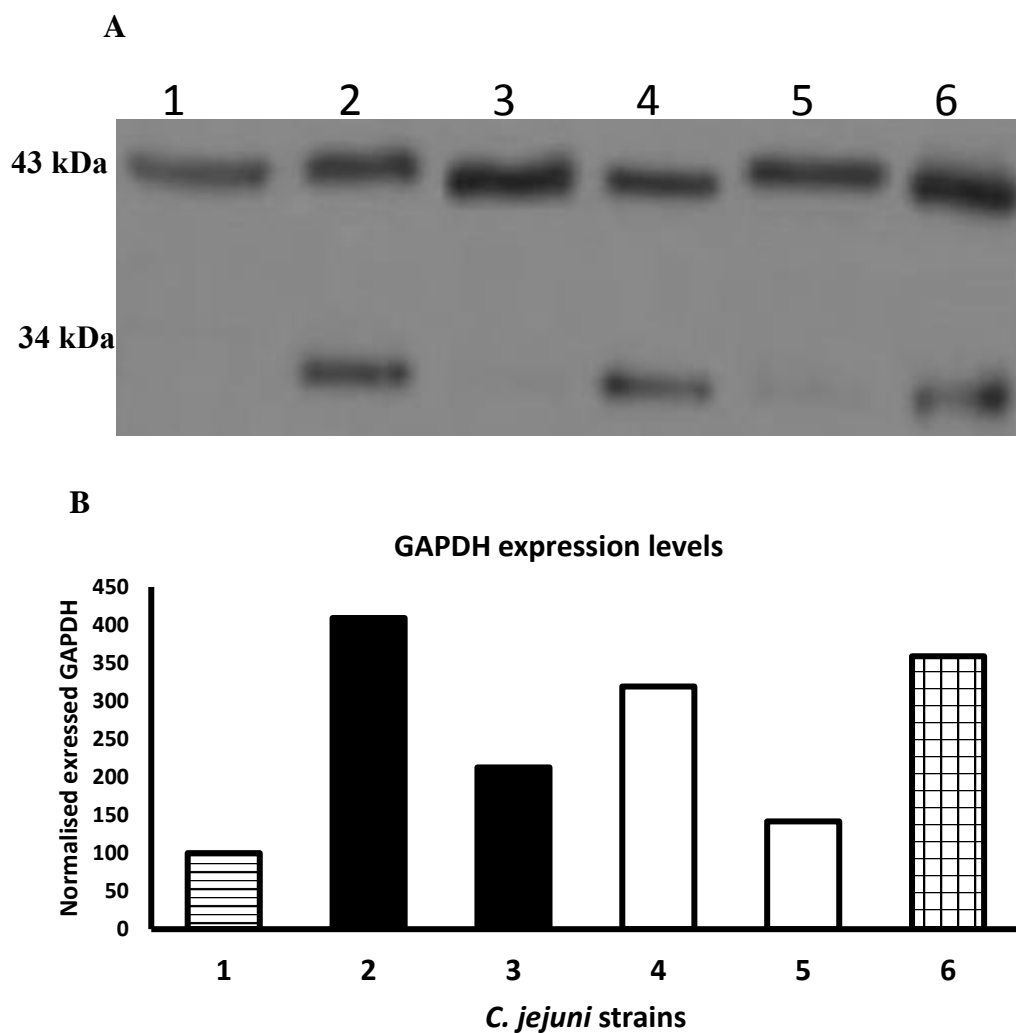 A
1 2 3 4 5 6
43 kDa
34 kDa
B
GAPDH expression levels
Normalised exressed GAPDH
450
400
350
300
250
200
150
100
50
0
1 2 3 4 5 6
C. jejuni strains